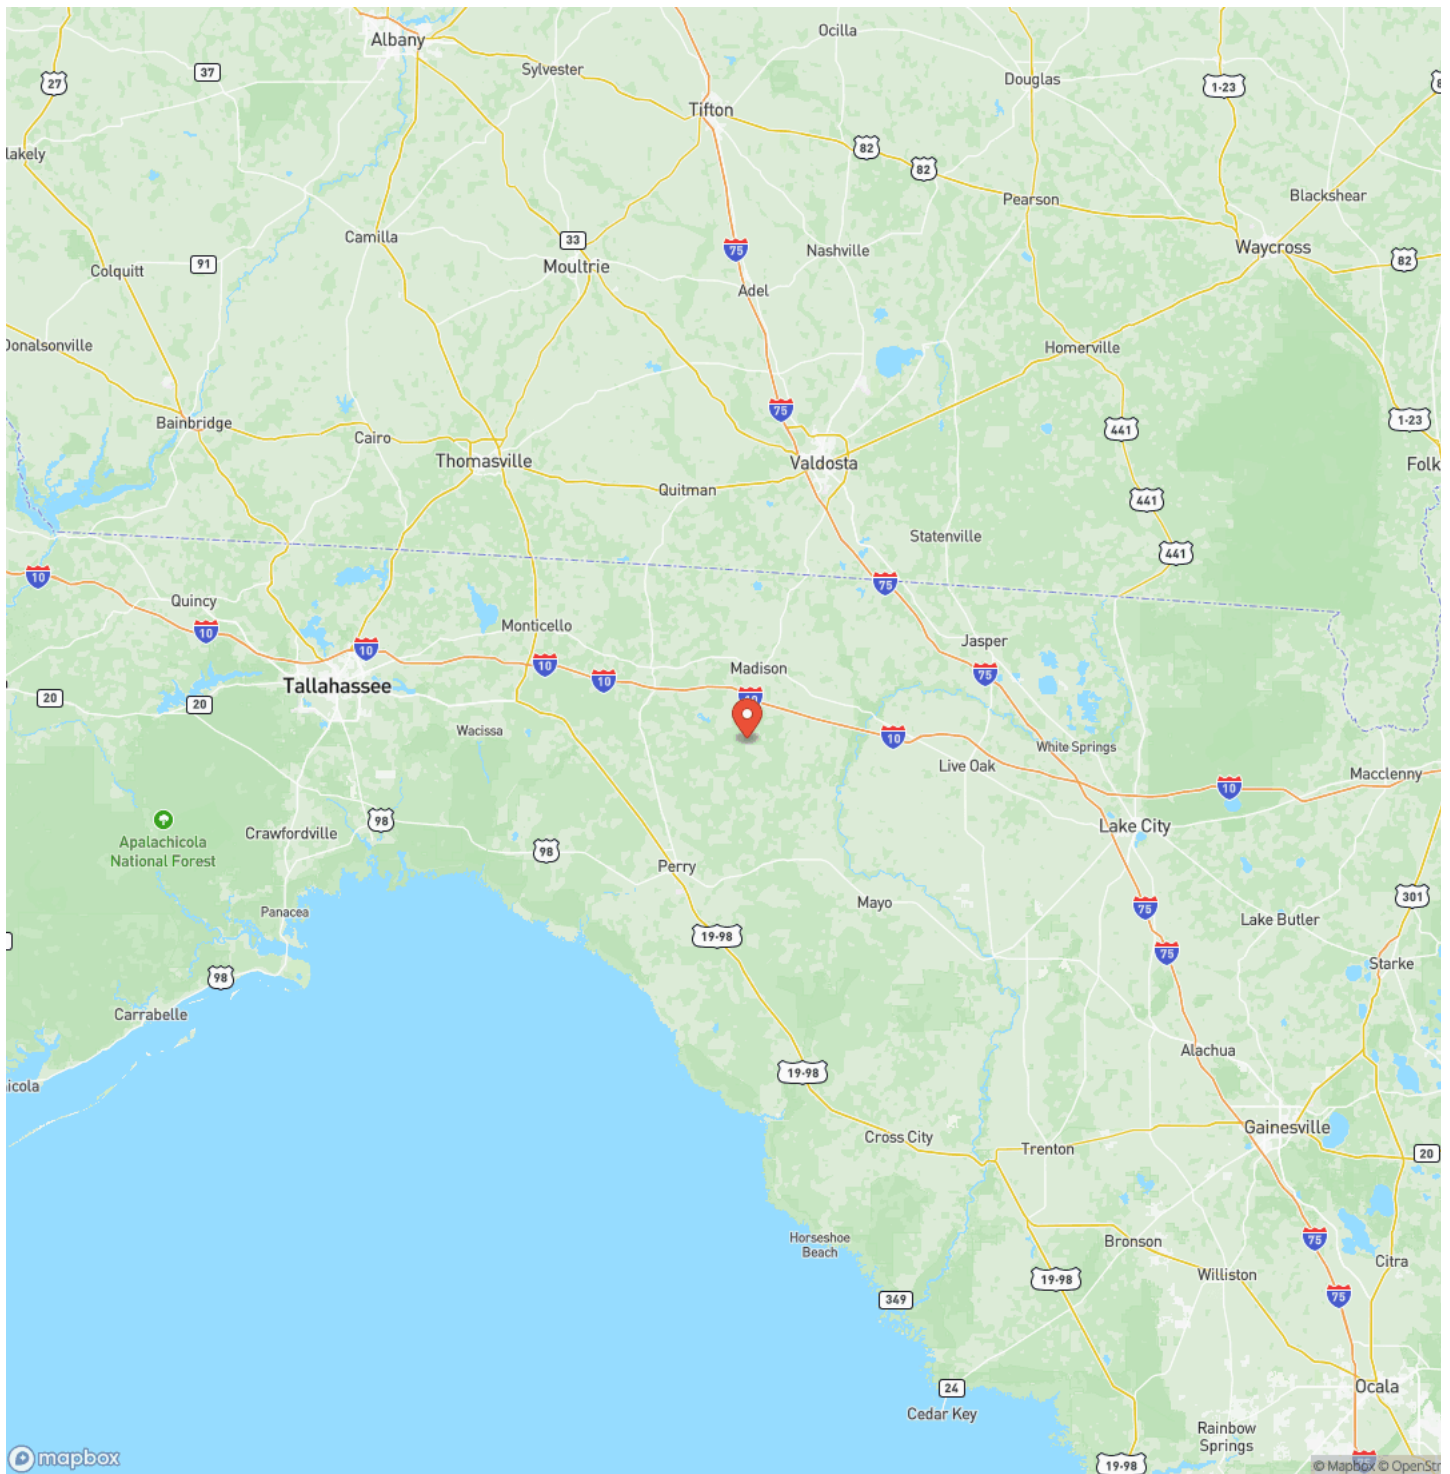 Albany
Ocilla
Sylvester
Douglas
37
27
1-23
Tifton
82
82
lakely
Blackshear
Pearson
Camilla
33
75
Nashville
Waycross
91
Moultrie
82
Colquitt
Adel
Donalsonville
Homerville
75
Bainbridge
Cairo
441
1-23
Thomasville
Valdosta
Folk
Quitman
441
Statenville
441
10
75
Quincy
10
Monticello
Jasper
10
10
Madison
75
10
Tallahassee
20
20
10
Wacissa
10
White Springs
Live Oak
Macclenny
10
Apalachicola
National Forest
98
Crawfordville
Lake City
98
Perry
301
Panacea
Mayo
75
Lake Butler
19-98
75
Starke
98
Carrabelle
Alachua
19-98
icola
Gainesville
Cross City
Trenton
20
Horseshoe
Beach
Bronson
75
Citra
19-98
Williston
349
75
24
Ocala
Cedar Key
Rainbow
Springs
mapbox
19-98
75
© Mapbox © OpenStr